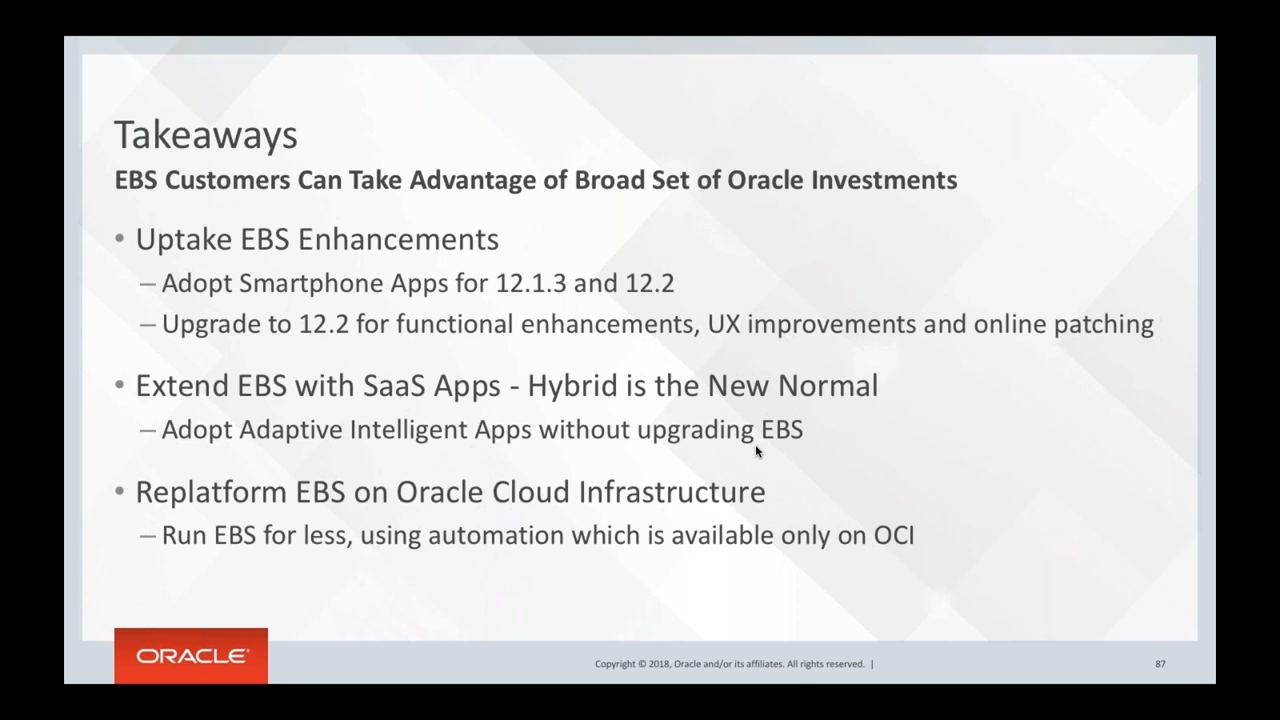 Takeaways
EBS Customers Can Take Advantage of Broad Set of Oracle Investments
• Uptake EBS Enhancements
– Adopt Smartphone Apps for 12.1.3 and 12.2
– Upgrade to 12.2 for functional enhancements, UX improvements and online patching
• Extend EBS with SaaS Apps - Hybrid is the New Normal
– Adopt Adaptive Intelligent Apps without upgrading EBS
• Replatform EBS on Oracle Cloud Infrastructure
– Run EBS for less, using automation which is available only on OCI
ORACLE®
Copyright © 2018, Oracle and/or its affiliates. All rights reserved. |
87